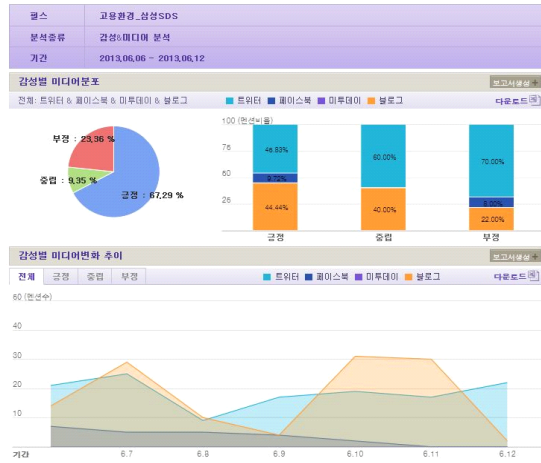 펄스 고용환경_삼성SDS
분석종류 감성&미디어 분석
기간 2013.06.06 ~ 2013.06.12
감성별 미디어분포 보고서생성 +
전체: 트위터 & 페이스북 & 미투데이 & 블로그 트위터 페이스북 미투데이 블로그 다운로드
부정 : 23,36 %
중립 : 9,35 %
긍정 : 67,29 %
100 (멘션비율)
75
50
25
46.83% 44.44%
60.00% 40.00%
70.00% 8.00% 22.00%
긍정 중립 부정
감성별 미디어변화 추이 보고서생성 +
전체 긍정 중립 부정 트위터 페이스북 미투데이 블로그 다운로드
60 (멘션수)
40
30
20
10
기간 6.7 6.8 6.9 6.10 6.11 6.12